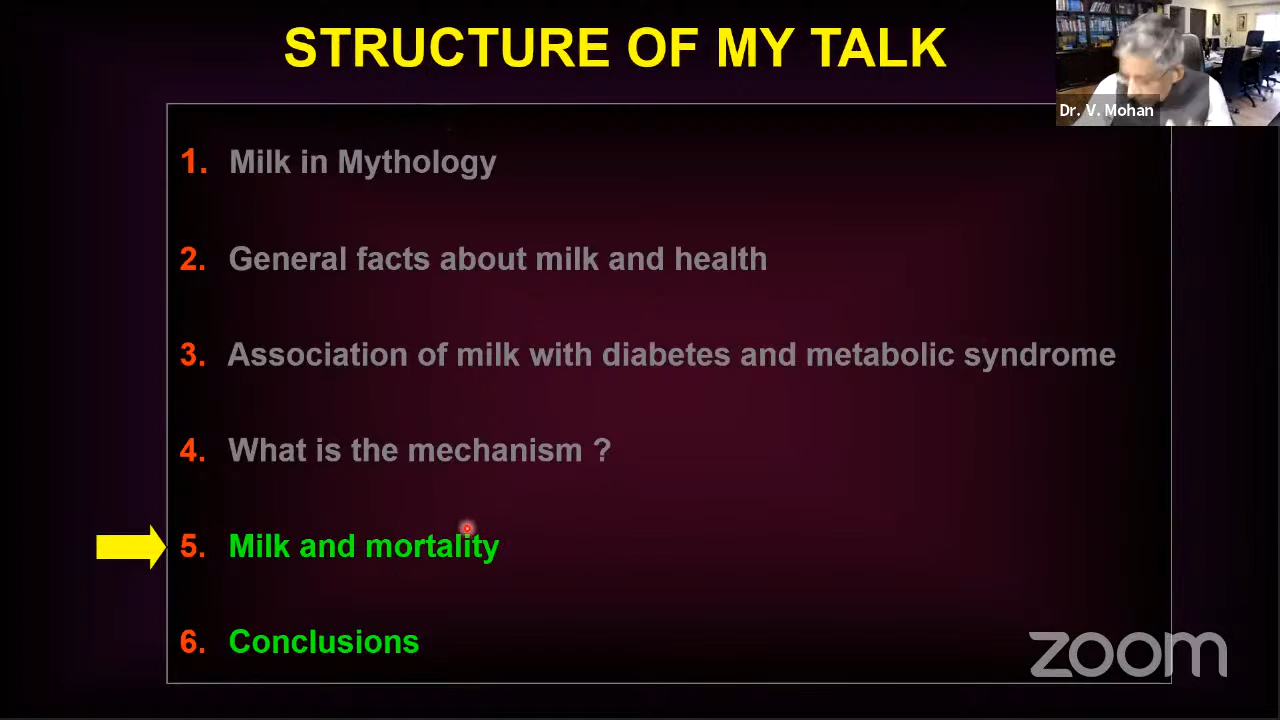 STRUCTURE OF MY TALK
Dr. V. Mohan
1. Milk in Mythology
2. General facts about milk and health
3. Association of milk with diabetes and metabolic syndrome
4. What is the mechanism ?
5. Milk and mortality
6. Conclusions
zoom